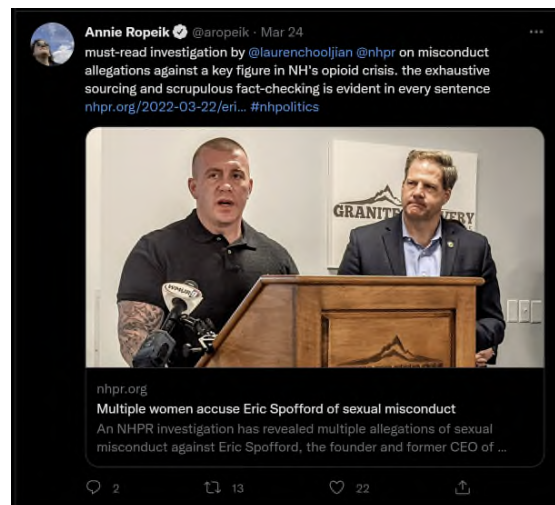 Annie Ropeik @aropeik · Mar 24
must-read investigation by @laurenchooljian @nhpr on misconduct
allegations against a key figure in NH's opioid crisis. the exhaustive
sourcing and scrupulous fact-checking is evident in every sentence
nhpr.org/2022-03-22/eri... #nhpolitics
GRANITE
WMUR
nhpr.org
Multiple women accuse Eric Spofford of sexual misconduct
An NHPR investigation has revealed multiple allegations of sexual
misconduct against Eric Spofford, the founder and former CEO of ...
2 13 22